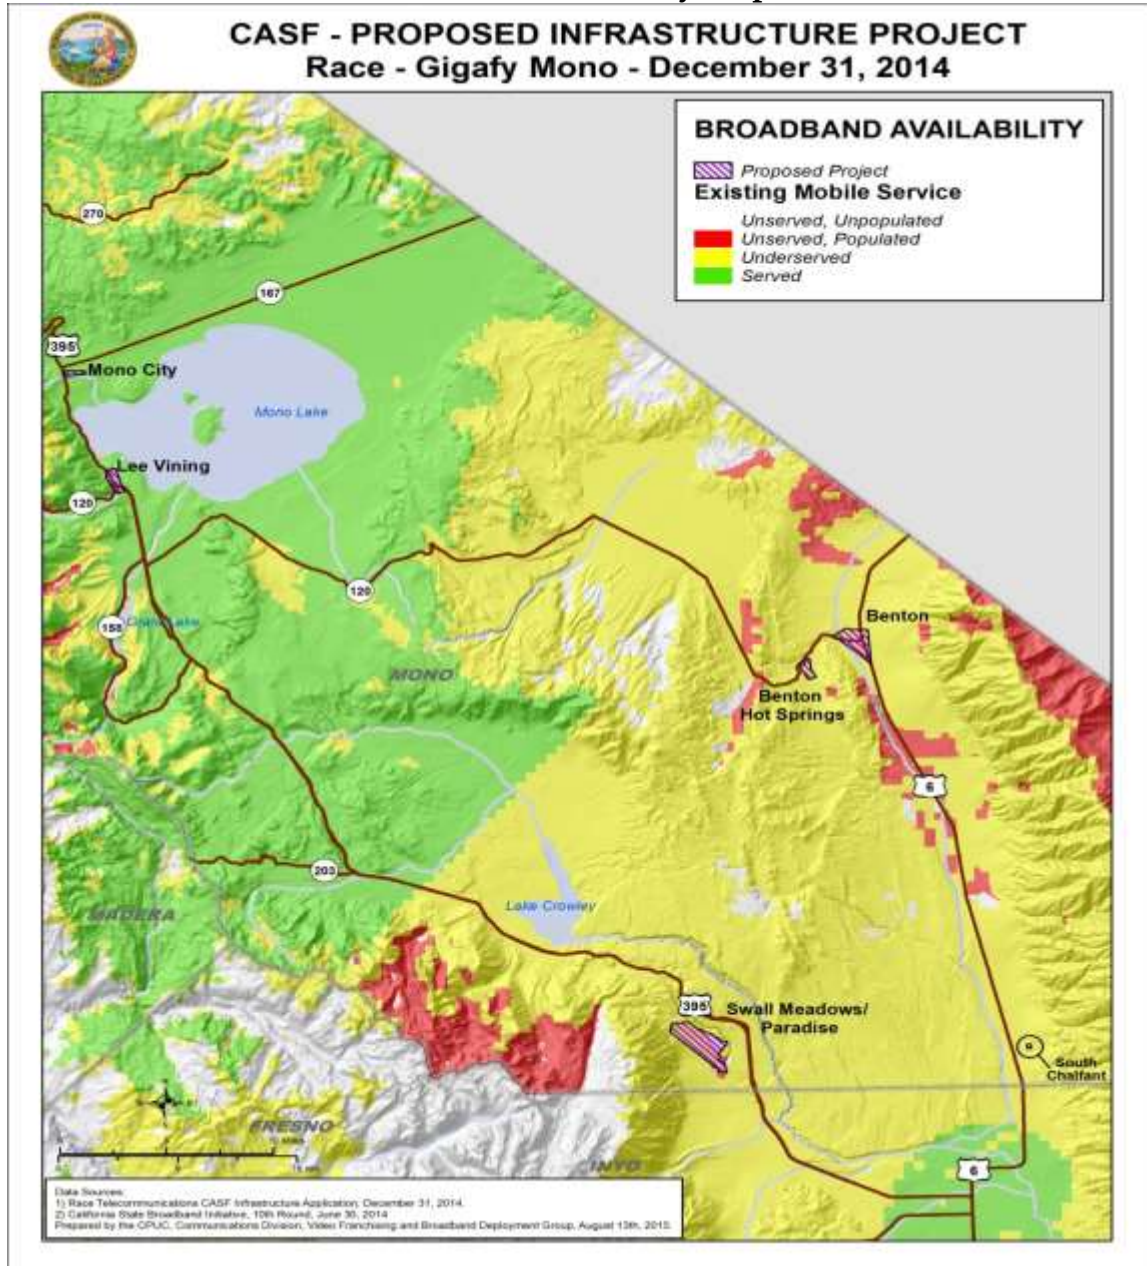 CASF - PROPOSED INFRASTRUCTURE PROJECT
Race - Gigafy Mono - December 31, 2014
BROADBAND AVAILABILITY
Proposed Project
Existing Mobile Service
Unserved, Unpopulated
Unserved, Populated
Underserved
Served
270
167
395
Mono City
Mono Lake
Lee Vining
120
120
158
MONO
Benton
Benton
Hot Springs
6
203
MADERA
Lake Crowley
395
Swall Meadows/
Paradise
South
Chalfant
FRESNO
INYO
6
Data Sources:
1) Race Telecommunications CASF Infrastructure Application, December 31, 2014.
2) California State Broadband Initiative, 10th Round, June 30, 2014
Prepared by the CPUC, Communications Division, Video Franchising and Broadband Deployment Group, August 13th, 2015.